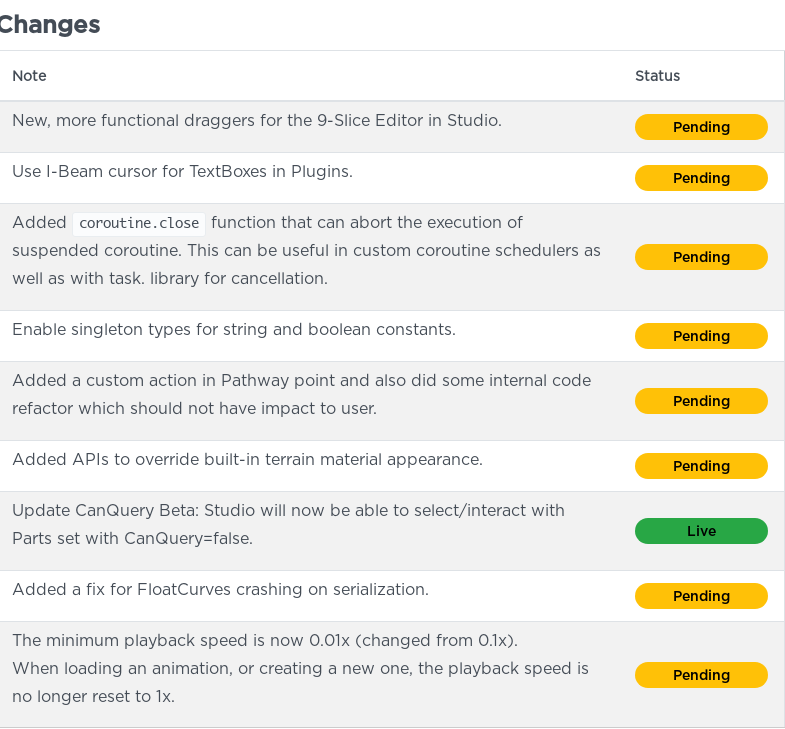 Changes
Note Status
New, more functional draggers for the 9-Slice Editor in Studio. Pending
Use I-Beam cursor for TextBoxes in Plugins. Pending
Added coroutine.close function that can abort the execution of
suspended coroutine. This can be useful in custom coroutine schedulers as
well as with task. library for cancellation.
Pending
Enable singleton types for string and boolean constants. Pending
Added a custom action in Pathway point and also did some internal code
refactor which should not have impact to user.
Pending
Added APIs to override built-in terrain material appearance. Pending
Update CanQuery Beta: Studio will now be able to select/interact with
Parts set with CanQuery=false.
Live
Added a fix for FloatCurves crashing on serialization. Pending
The minimum playback speed is now 0.01x (changed from 0.1x).
When loading an animation, or creating a new one, the playback speed is
no longer reset to 1x.
Pending